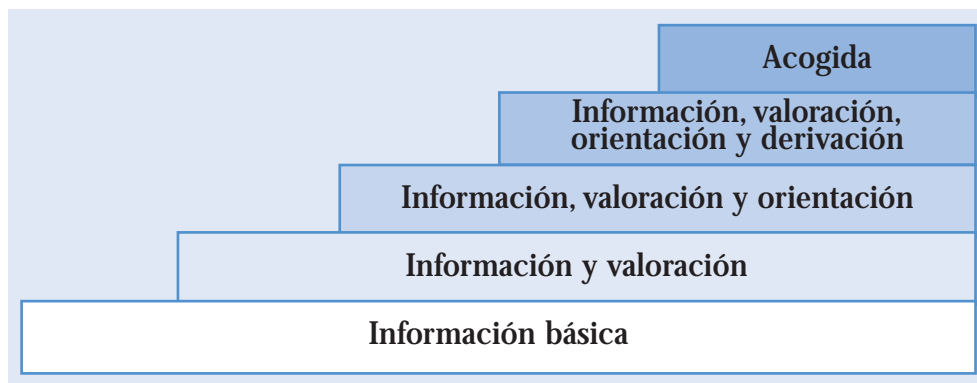 Acogida
Información, valoración,
orientación y derivación
Información, valoración y orientación
Información y valoración
Información básica